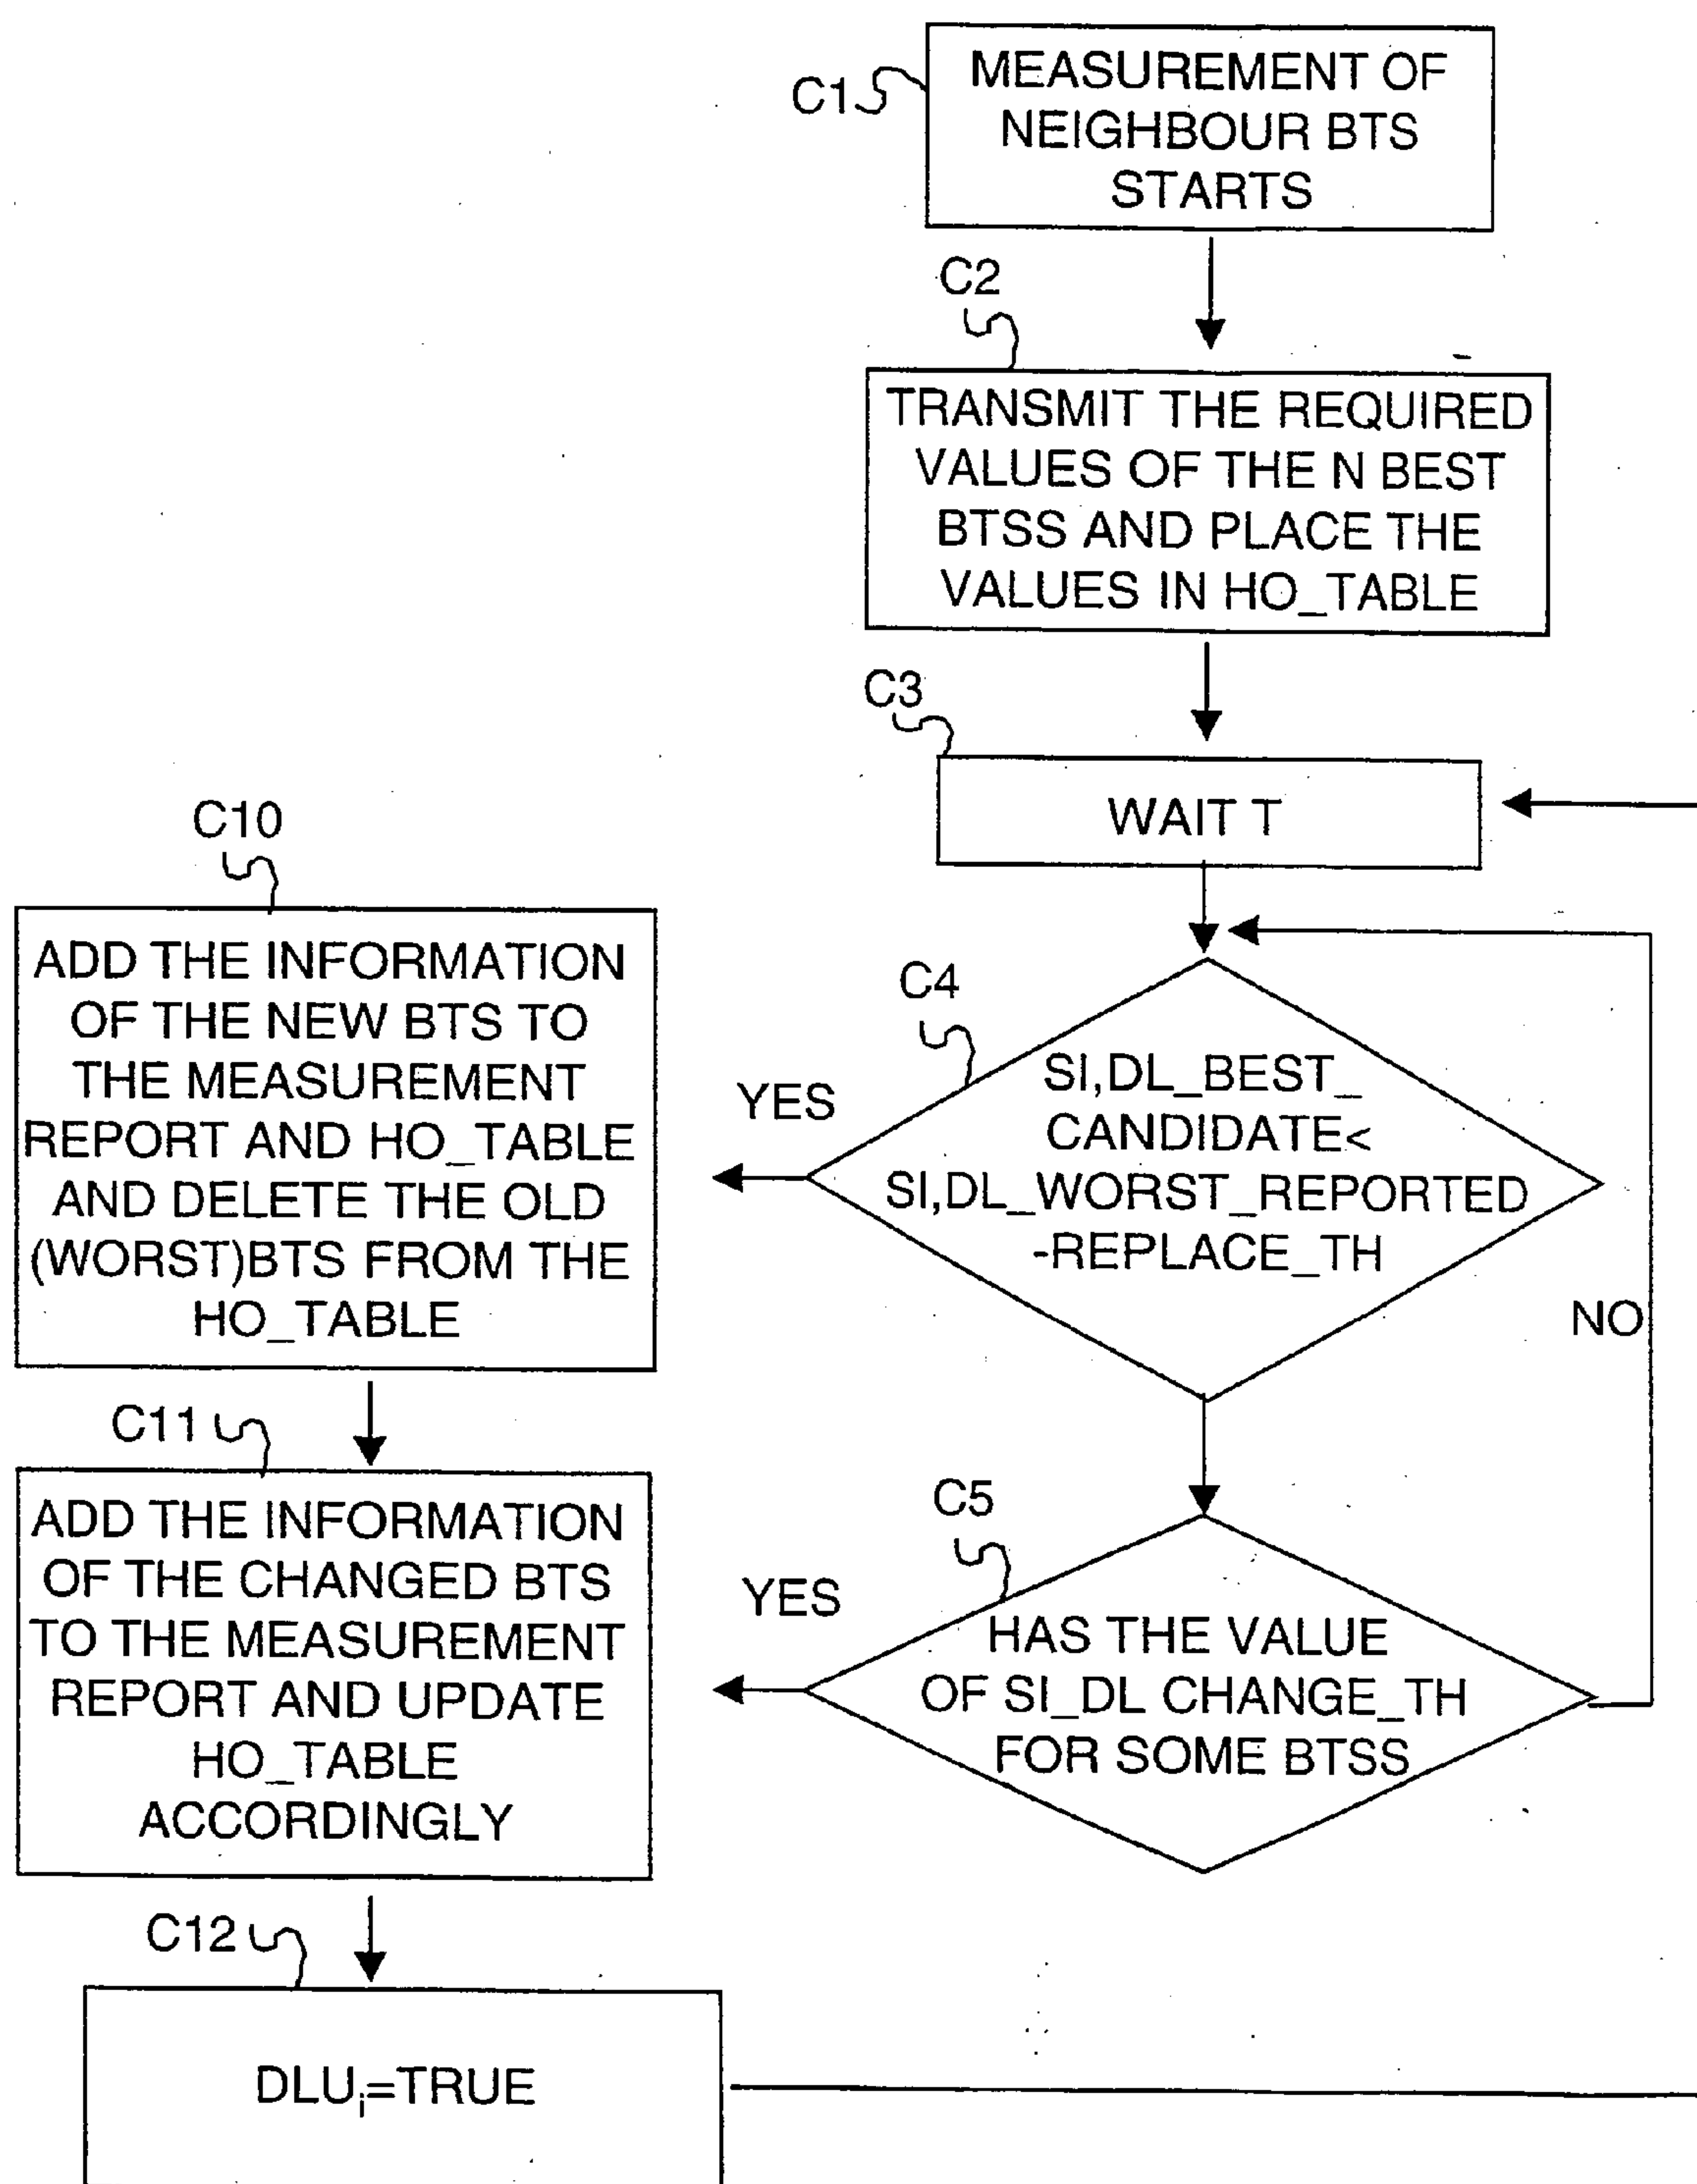 C1
MEASUREMENT OF
NEIGHBOUR BTS
STARTS
C2
TRANSMIT THE REQUIRED
VALUES OF THE N BEST
BTSS AND PLACE THE
VALUES IN HO_TABLE
C3
WAIT T
C10
ADD THE INFORMATION
OF THE NEW BTS TO
THE MEASUREMENT
REPORT AND HO_TABLE
AND DELETE THE OLD
(WORST)BTS FROM THE
HO_TABLE
C4
YES
SI,DL_BEST_
CANDIDATE<
SI,DL_WORST_REPORTED
-REPLACE_TH
NO
C11
ADD THE INFORMATION
OF THE CHANGED BTS
TO THE MEASUREMENT
REPORT AND UPDATE
HO_TABLE
ACCORDINGLY
C5
YES
HAS THE VALUE
OF SI_DL CHANGE_TH
FOR SOME BTSS
C12
DLUi=TRUE